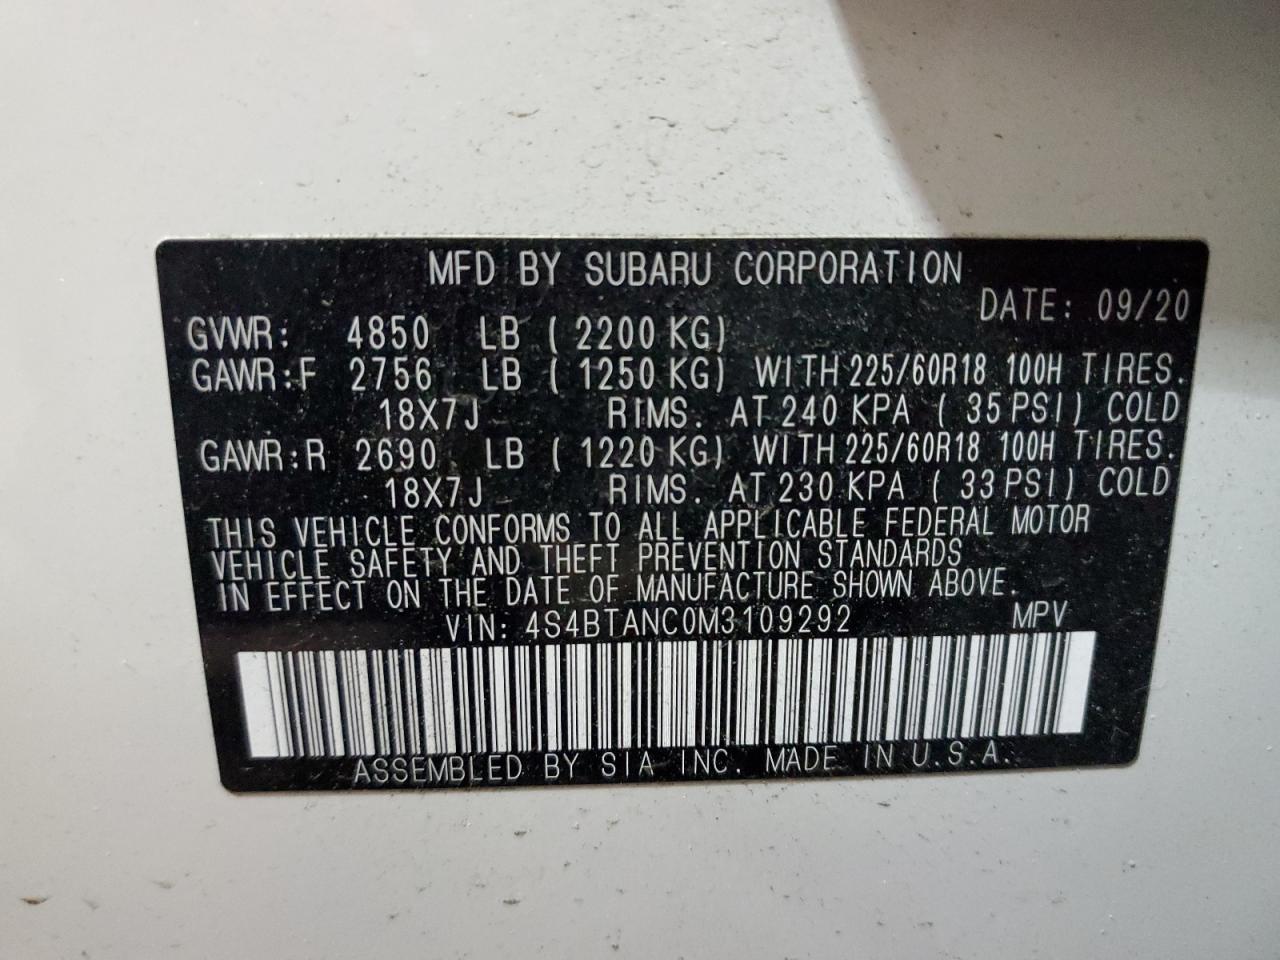 MFD BY SUBARU CORPORATION
DATE: 09/20
GVWR: 4850 LB ( 2200 KG)
GAWR:F 2756 LB ( 1250 KG) WITH 225/60R18 100H TIRES.
18X7J RIMS. AT 240 KPA ( 35 PSI) COLD
GAWR:R 2690 LB ( 1220 KG) WITH 225/60R18 100H TIRES.
18X7J RIMS. AT 230 KPA ( 33 PSI) COLD
THIS VEHICLE CONFORMS TO ALL APPLICABLE FEDERAL MOTOR
VEHICLE SAFETY AND THEFT PREVENTION STANDARDS
IN EFFECT ON THE DATE OF MANUFACTURE SHOWN ABOVE.
VIN: 4S4BTANC0M3109292 MPV
ASSEMBLED BY SIA INC. MADE IN U.S.A.